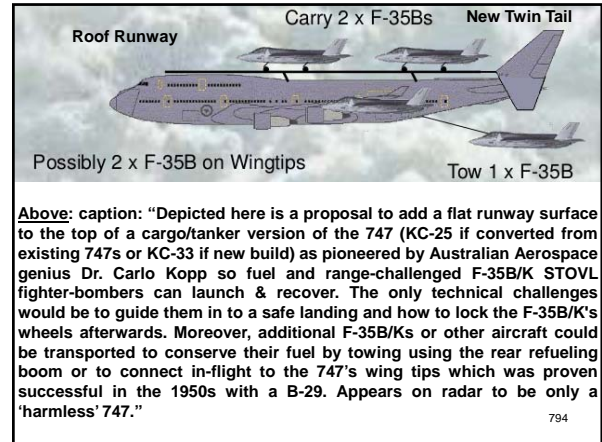 Carry 2 x F-35Bs
New Twin Tail
Roof Runway
Possibly 2 x F-35B on Wingtips
Tow 1 x F-35B
Above: caption: “Depicted here is a proposal to add a flat runway surface
to the top of a cargo/tanker version of the 747 (KC-25 if converted from
existing 747s or KC-33 if new build) as pioneered by Australian Aerospace
genius Dr. Carlo Kopp so fuel and range-challenged F-35B/K STOVL
fighter-bombers can launch & recover. The only technical challenges
would be to guide them in to a safe landing and how to lock the F-35B/K's
wheels afterwards. Moreover, additional F-35B/Ks or other aircraft could
be transported to conserve their fuel by towing using the rear refueling
boom or to connect in-flight to the 747’s wing tips which was proven
successful in the 1950s with a B-29. Appears on radar to be only a
‘harmless’ 747.”
794